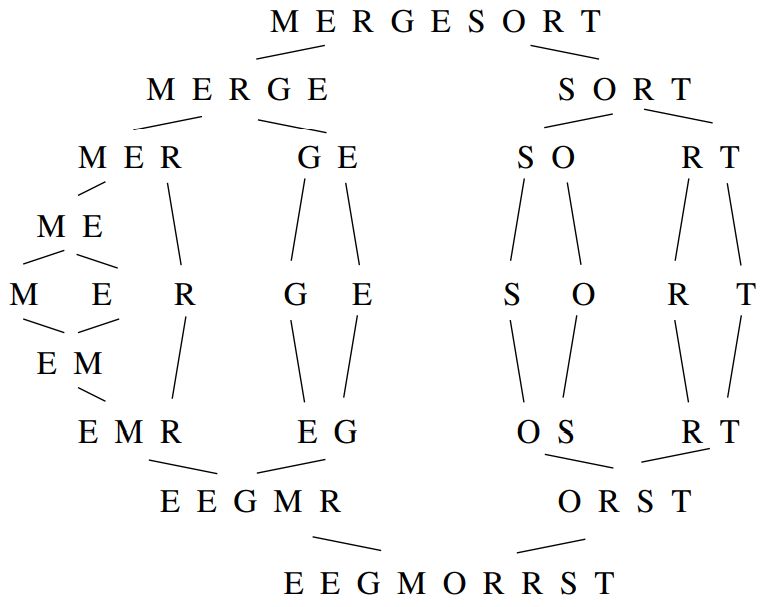 M E R G E S O R T
M E R G E S O R T
M E R G E S O R T
M E
M E R G E S O R T
E M
E M R E G O S R T
E E G M R O R S T
E E G M O R R S T